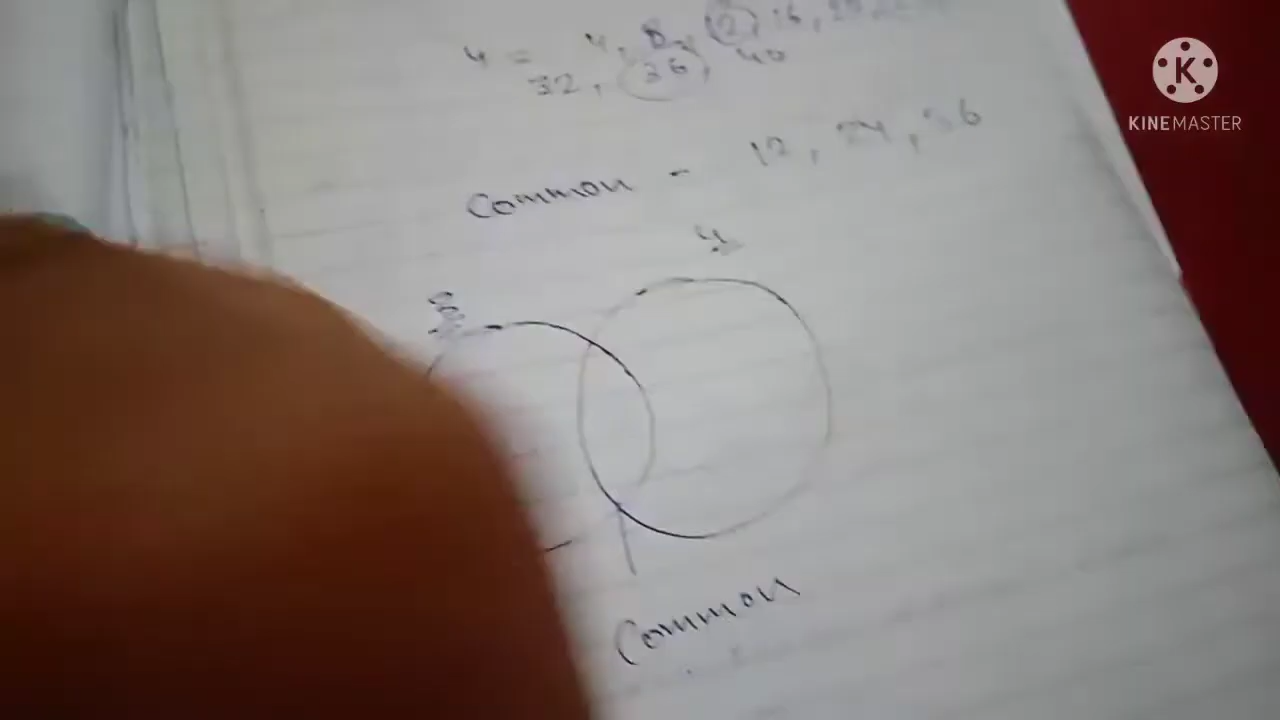 4 = 4, 8, 12, 16,
32, 36, 40
Common - 12, 24, 36
4
Common
KINEMASTER